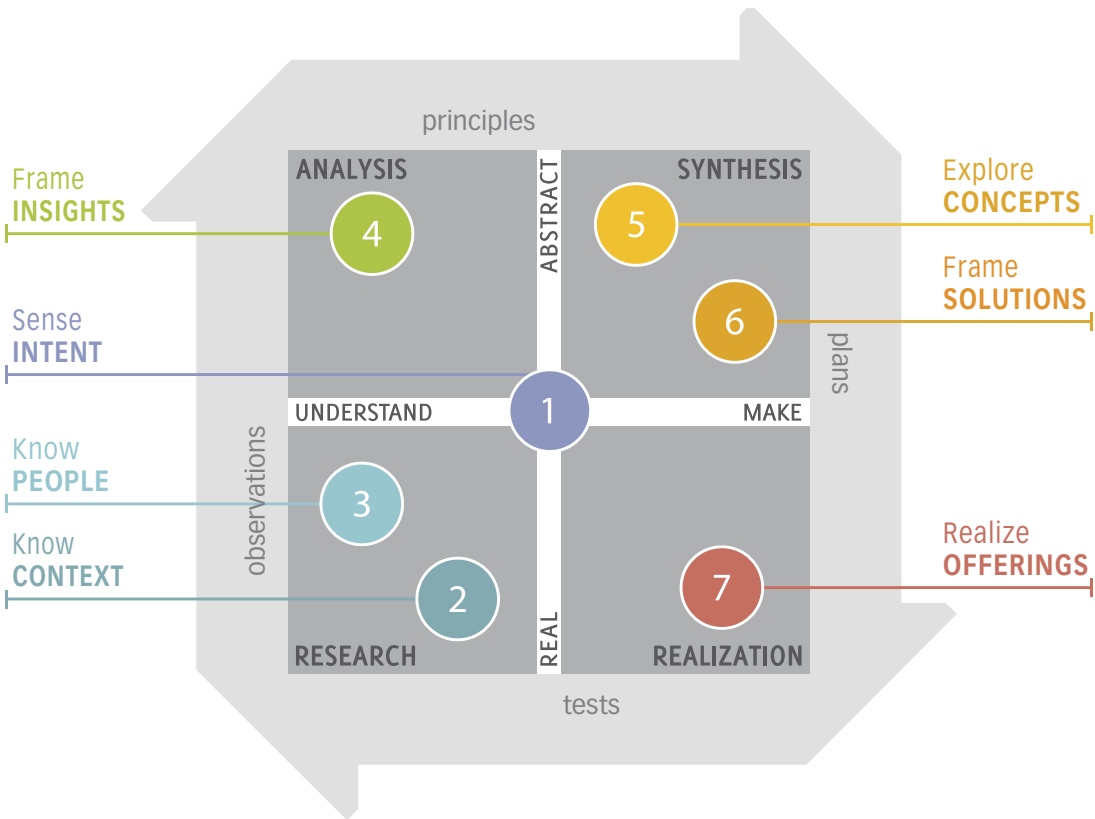 principles
ANALYSIS
ABSTRACT
SYNTHESIS
Frame
INSIGHTS
4
5
Explore
CONCEPTS
6
Frame
SOLUTIONS
Sense
INTENT
plans
UNDERSTAND
1
MAKE
Know
PEOPLE
observations
3
Know
CONTEXT
2
7
Realize
OFFERINGS
RESEARCH
REAL
REALIZATION
tests